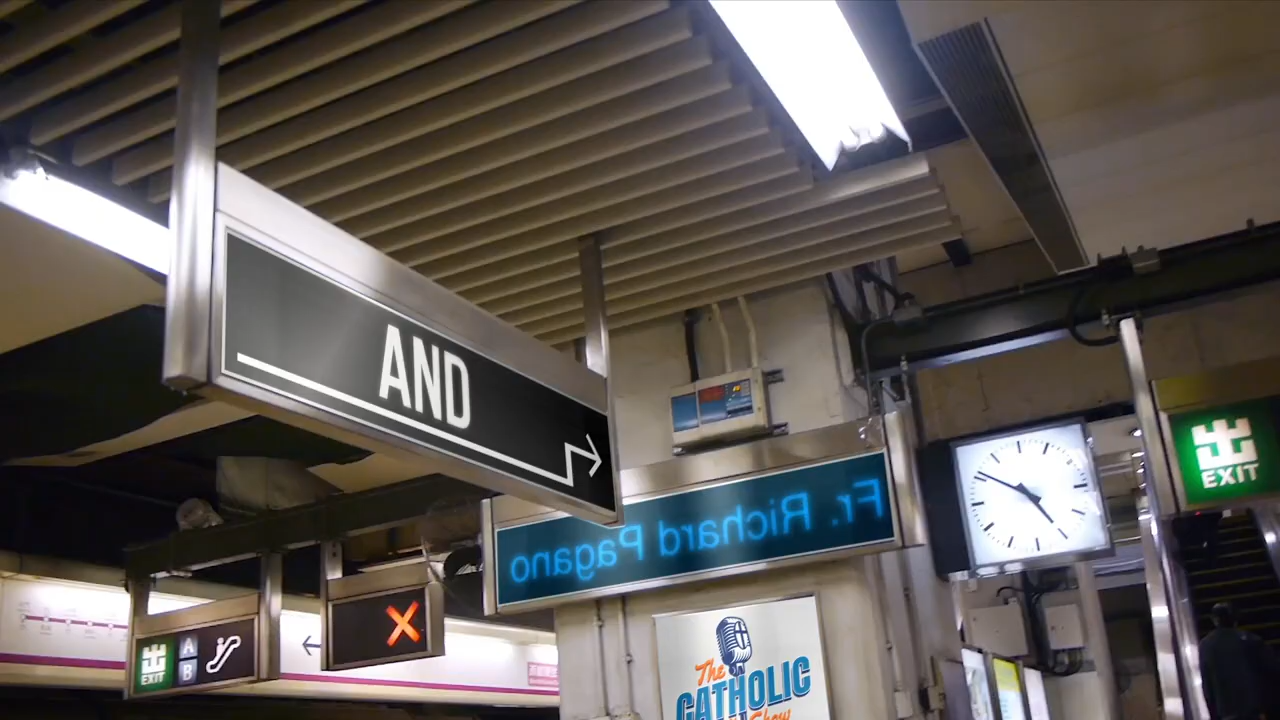 AND
Fr. Richard Pagano
EXIT
The
CATHOLIC
Show
EXIT
A
B